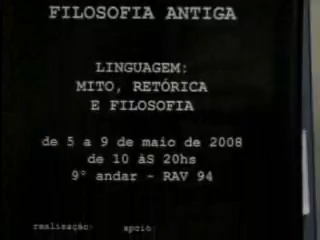 FILOSOFIA ANTIGA
LINGUAGEM:
MITO, RETÓRICA
E FILOSOFIA
de 5 a 9 de maio de 2008
de 10 às 20hs
9° andar - RAV 94
realização: apoio